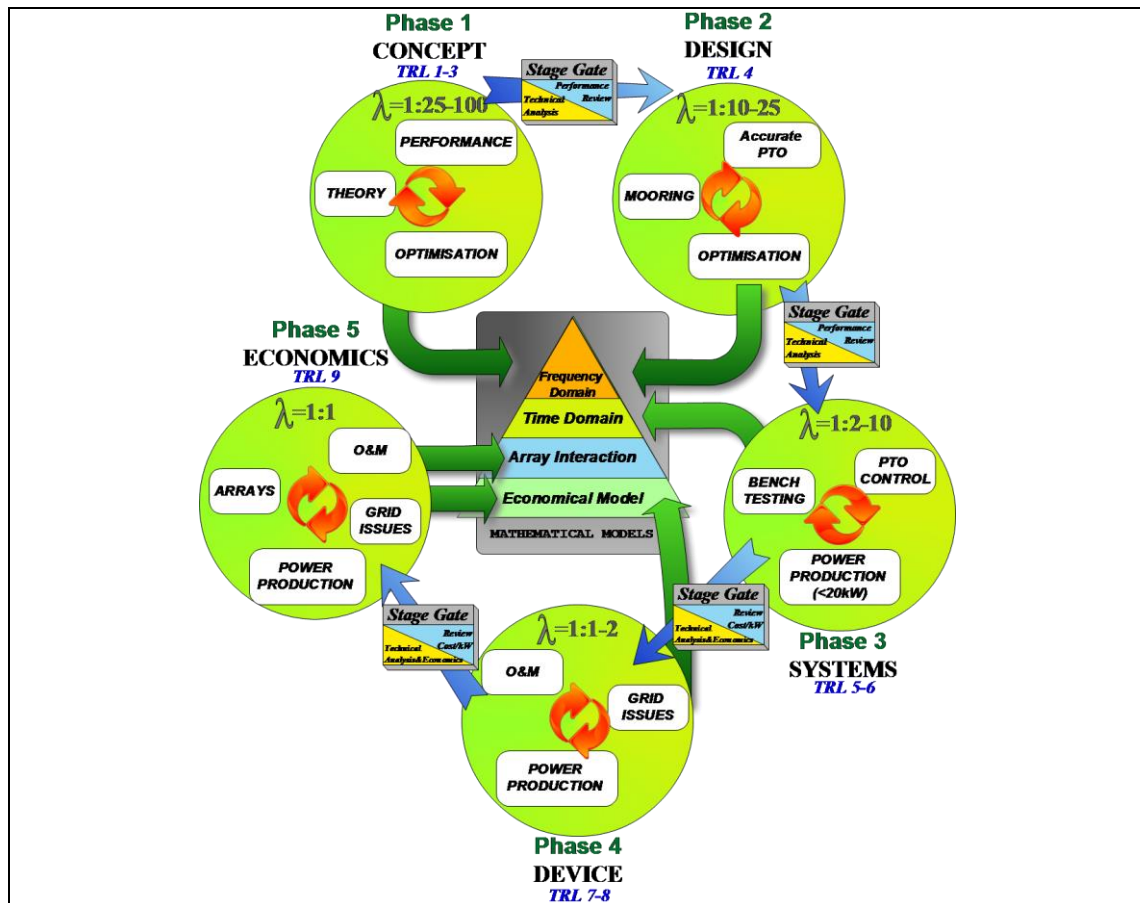 Phase 1
CONCEPT
TRL 1-3
λ=1:25-100
PERFORMANCE
THEORY
OPTIMISATION
Stage Gate
Performance
Review
Technical
Analysis
Phase 2
DESIGN
TRL 4
λ=1:10-25
Accurate
PTO
MOORING
OPTIMISATION
Stage Gate
Performance
Review
Technical
Analysis
Phase 5
ECONOMICS
TRL 9
λ=1:1
O&M
ARRAYS
GRID
ISSUES
POWER
PRODUCTION
Frequency
Domain
Time Domain
Array Interaction
Economical Model
MATHEMATICAL MODELS
λ=1:2-10
PTO
CONTROL
BENCH
TESTING
POWER
PRODUCTION
(<20kW)
Phase 3
SYSTEMS
TRL 5-6
Stage Gate
Review
Cost/kW
Technical
Analysis&Economics
Stage Gate
Review
Cost/kW
Technical
Analysis&Economics
λ=1:1-2
O&M
GRID
ISSUES
POWER
PRODUCTION
Phase 4
DEVICE
TRL 7-8